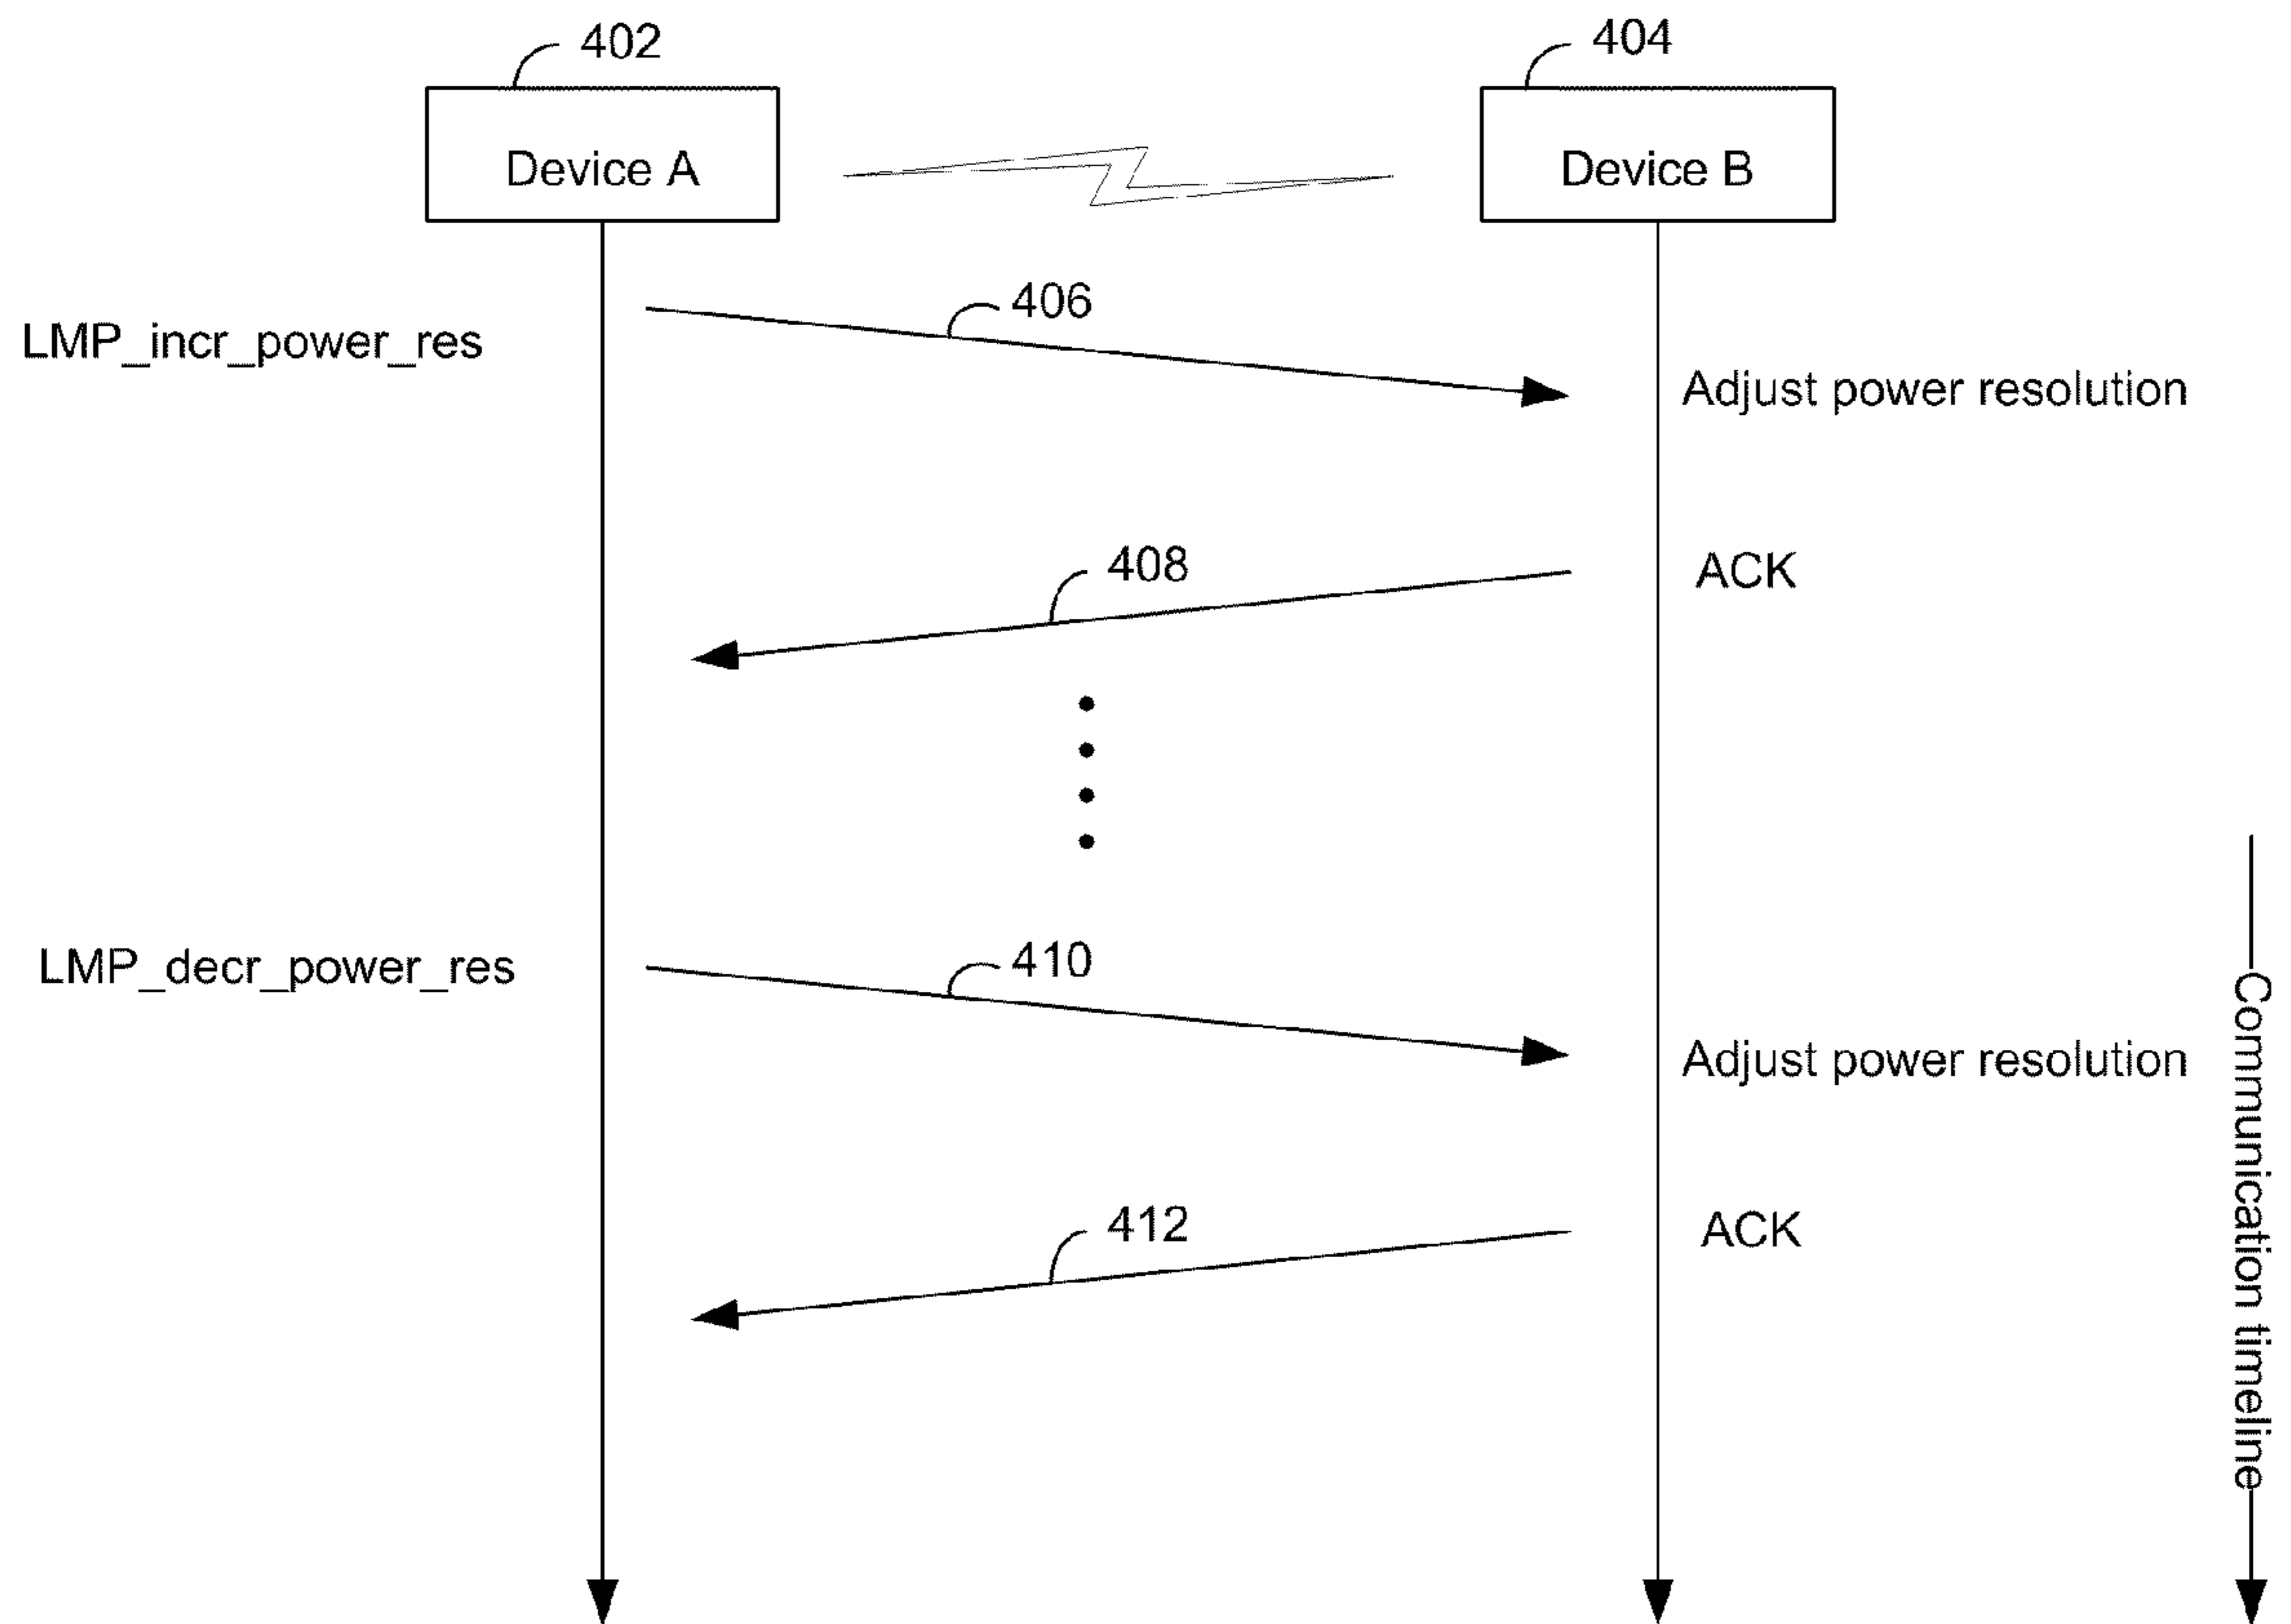 402
404
Device A
Device B
406
LMP_incr_power_res
Adjust power resolution
408
ACK
410
LMP_decr_power_res
Adjust power resolution
412
ACK
Communication timeline